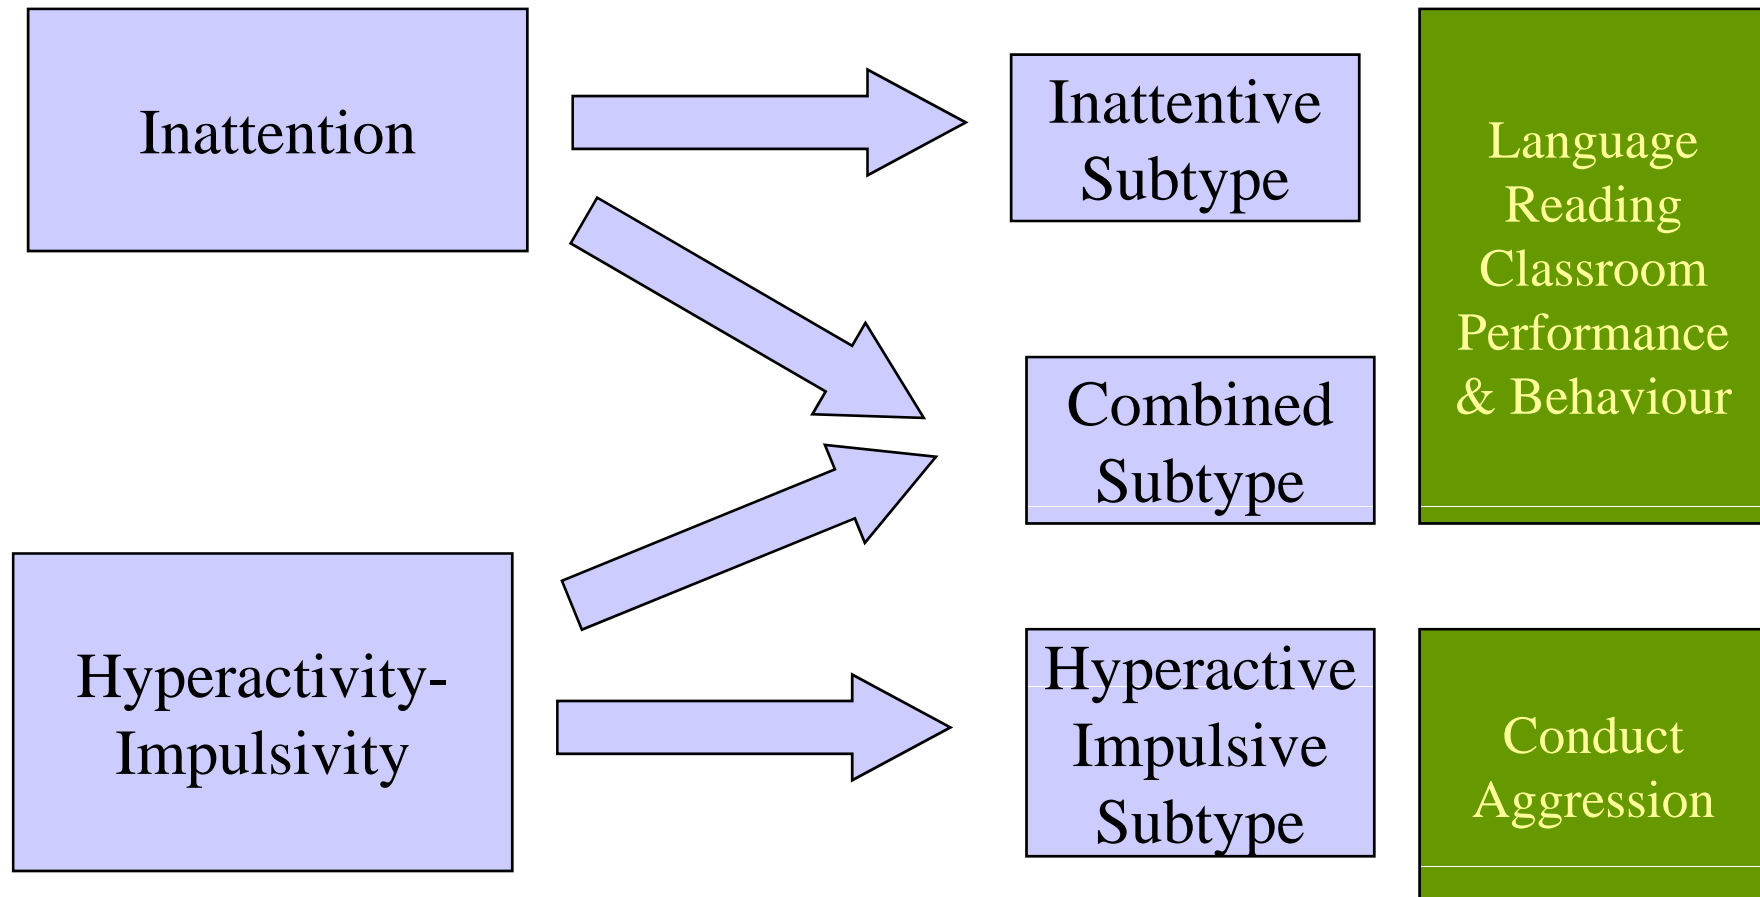 Inattention
Inattentive
Subtype
Language
Reading
Classroom
Performance
& Behaviour
Combined
Subtype
Hyperactivity-
Impulsivity
Hyperactive
Impulsive
Subtype
Conduct
Aggression